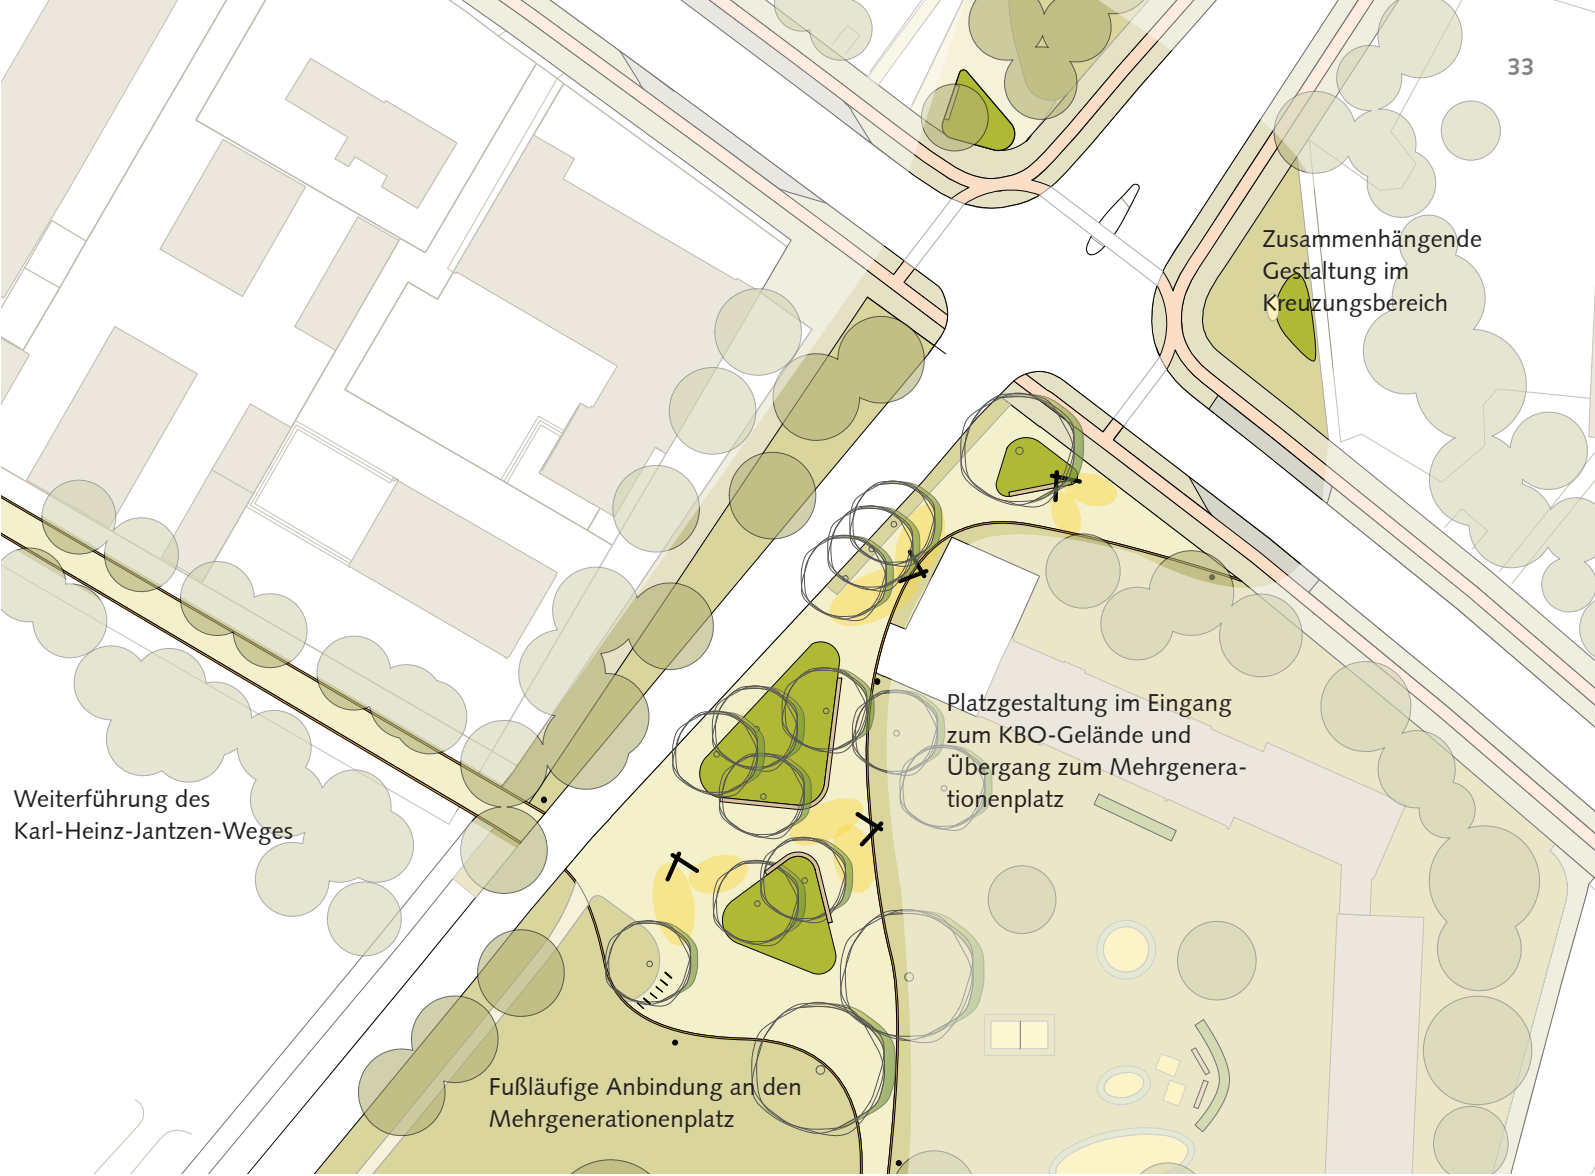 33
Zusammenhängende
Gestaltung im
Kreuzungsbereich
Platzgestaltung im Eingang
zum KBO-Gelände und
Übergang zum Mehrgenera-
tionenplatz
Weiterführung des
Karl-Heinz-Jantzen-Weges
Fußläufige Anbindung an den
Mehrgenerationenplatz